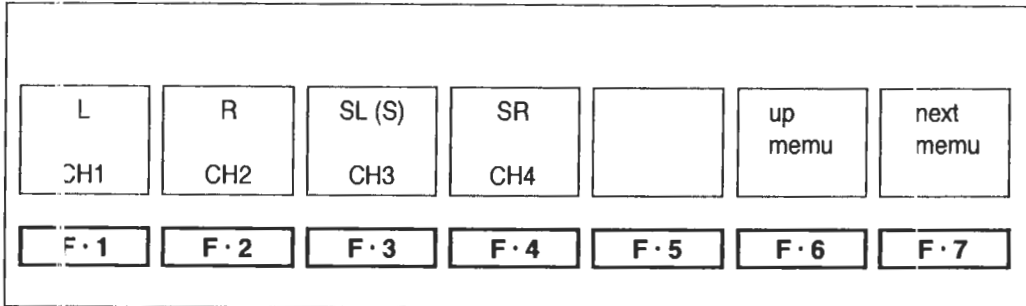 L R SL (S) SR up next
memu memu
CH1 CH2 CH3 CH4
F · 1 F · 2 F · 3 F · 4 F · 5 F · 6 F · 7